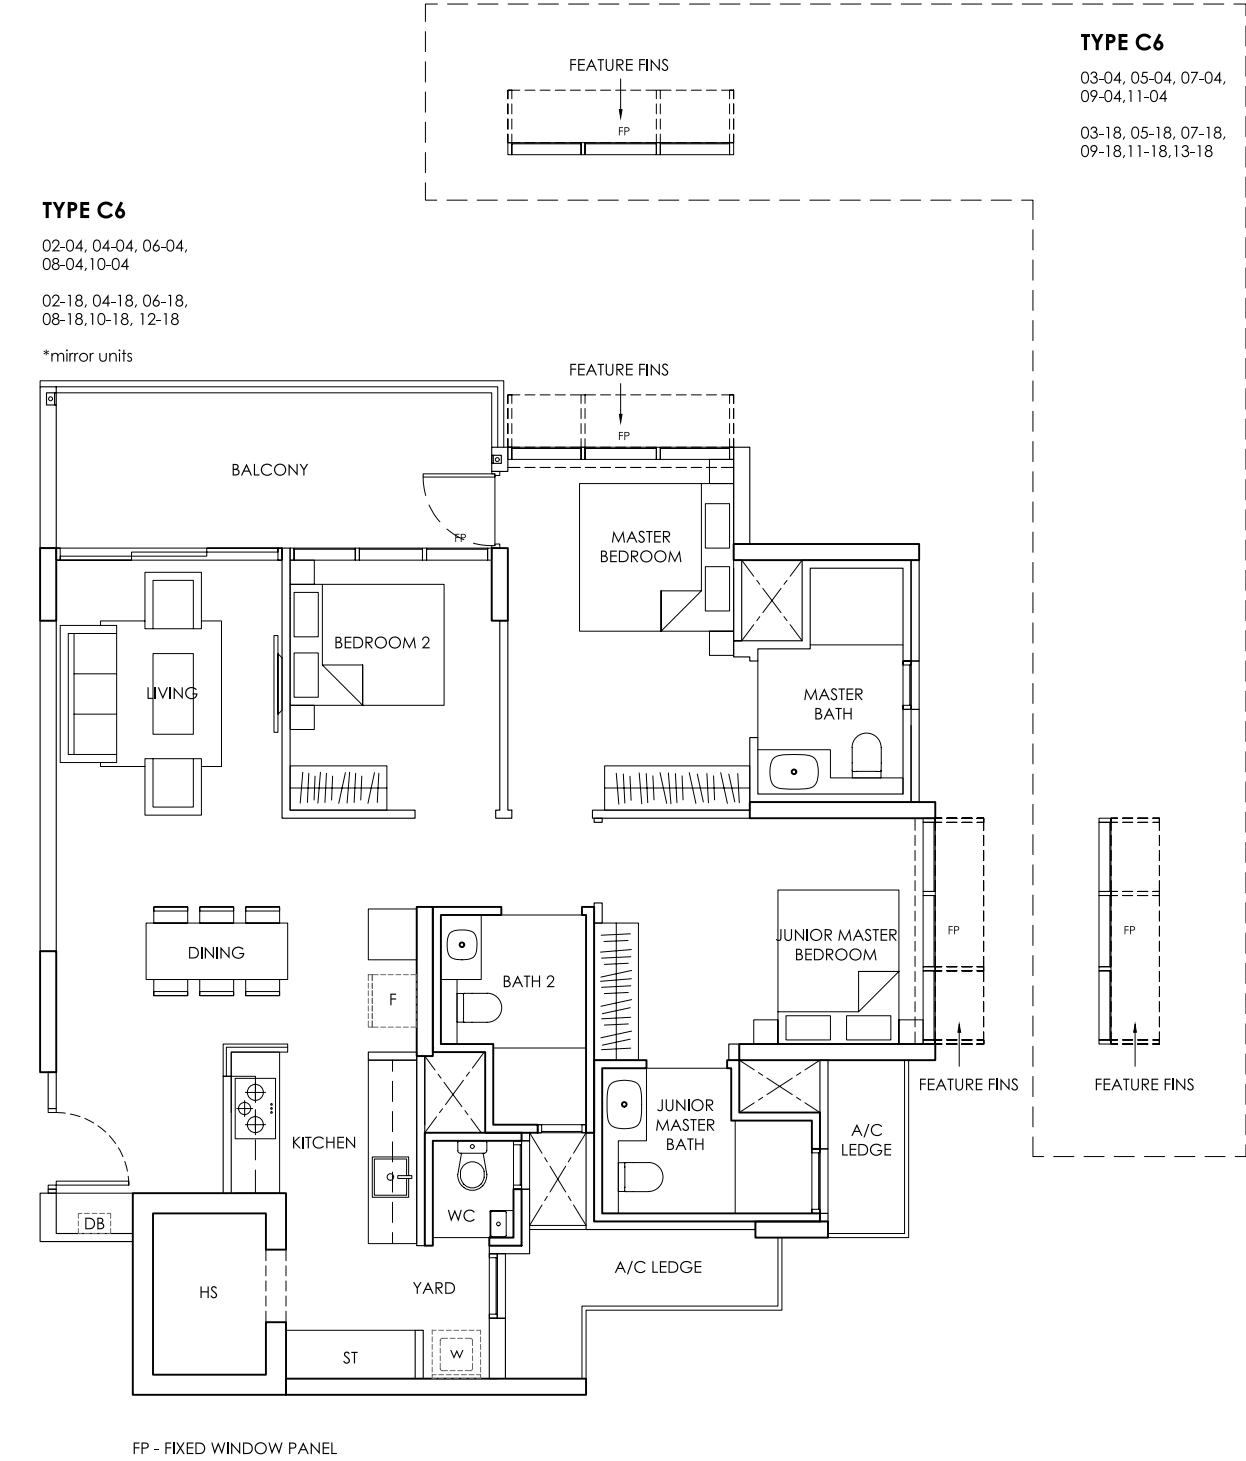 TYPE C6
03-04, 05-04, 07-04,
09-04,11-04
03-18, 05-18, 07-18,
09-18,11-18,13-18
FEATURE FINS
FP
TYPE C6
02-04, 04-04, 06-04,
08-04,10-04
02-18, 04-18, 06-18,
08-18,10-18, 12-18
*mirror units
FEATURE FINS
FP
BALCONY
FP
MASTER
BEDROOM
BEDROOM 2
LIVING
MASTER
BATH
DINING
JUNIOR MASTER
BEDROOM
FP
FP
BATH 2
F
FEATURE FINS
FEATURE FINS
JUNIOR
MASTER
BATH
KITCHEN
A/C
LEDGE
WC
DB
A/C LEDGE
HS
YARD
ST
W
FP - FIXED WINDOW PANEL